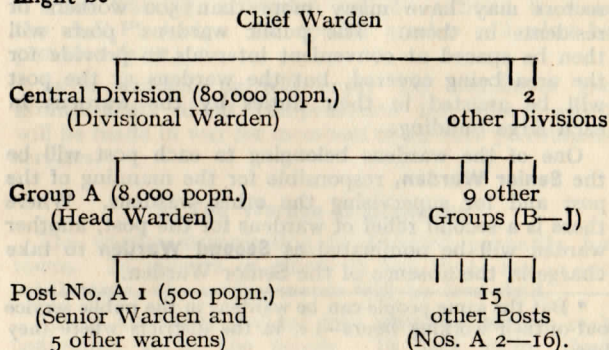 Chief Warden
Central Division (80,000 popn.)
(Divisional Warden)
2
other Divisions
Group A (8,000 popn.)
(Head Warden)
9 other
Groups (B—J)
Post No. A 1 (500 popn.)
(Senior Warden and
5 other wardens)
15
other Posts
(Nos. A 2—16).